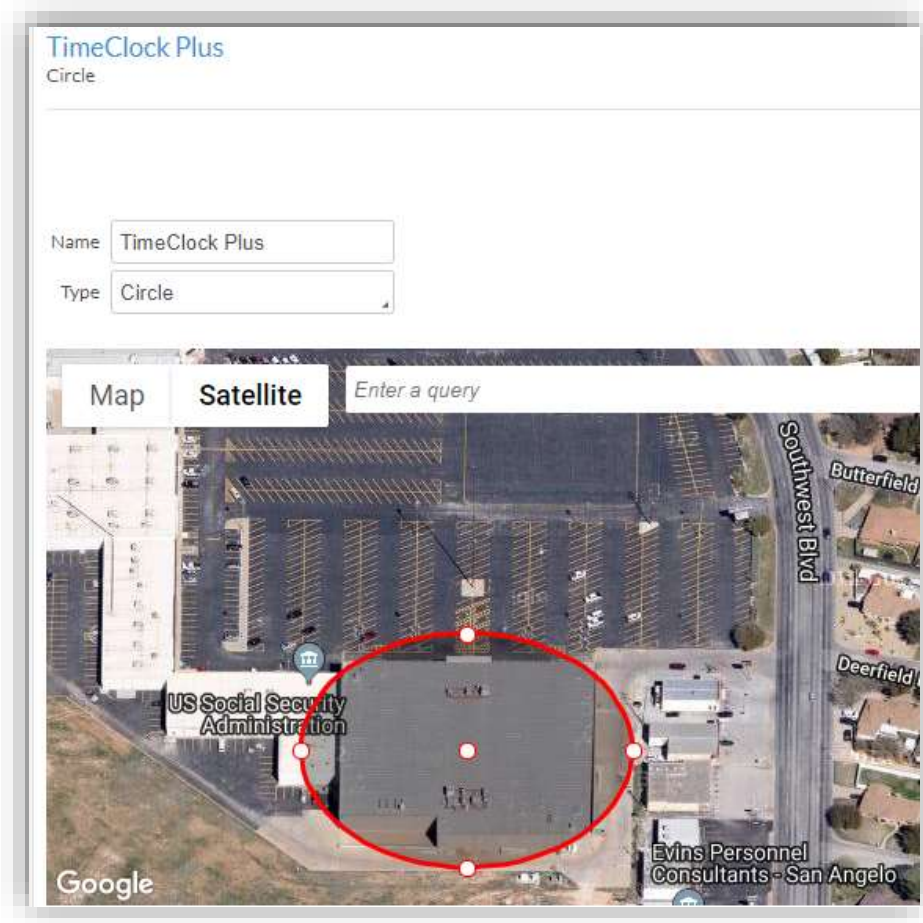 TimeClock Plus
Circle
Name TimeClock Plus
Type Circle
Map Satellite Enter a query
Southwest Blvd
Butterfield
Deerfield
US Social Security
Administration
Evins Personnel
Consultants - San Angelo
Google